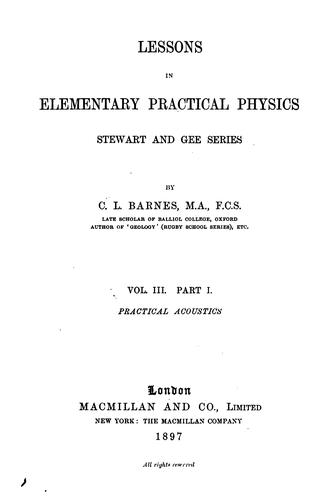 LESSONS
IN
ELEMENTARY PRACTICAL PHYSICS
STEWART AND GEE SERIES
BY
C. L. BARNES, M.A., F.C.S.
LATE SCHOLAR OF BALLIOL COLLEGE, OXFORD
AUTHOR OF 'GEOLOGY' (RUGBY SCHOOL SERIES), ETC.
VOL. III. PART I.
PRACTICAL ACOUSTICS
London
MACMILLAN AND CO., LIMITED
NEW YORK: THE MACMILLAN COMPANY
1897
All rights reserved